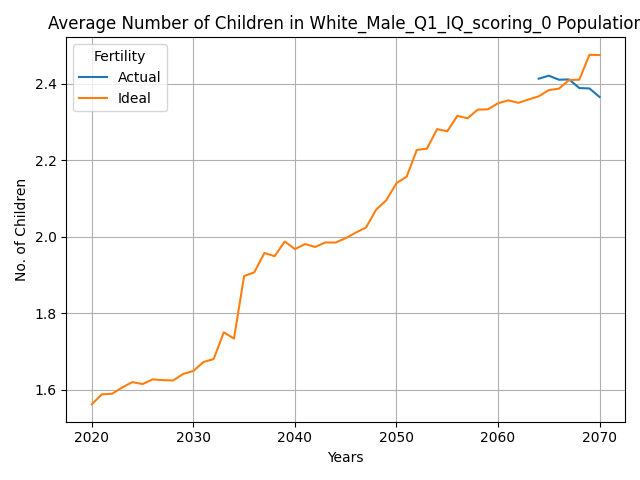 Average Number of Children in White_Male_Q1_IQ_scoring_0 Population
Fertility
Actual
Ideal
No. of Children
2.4
2.2
2.0
1.8
1.6
2020 2030 2040 2050 2060 2070
Years